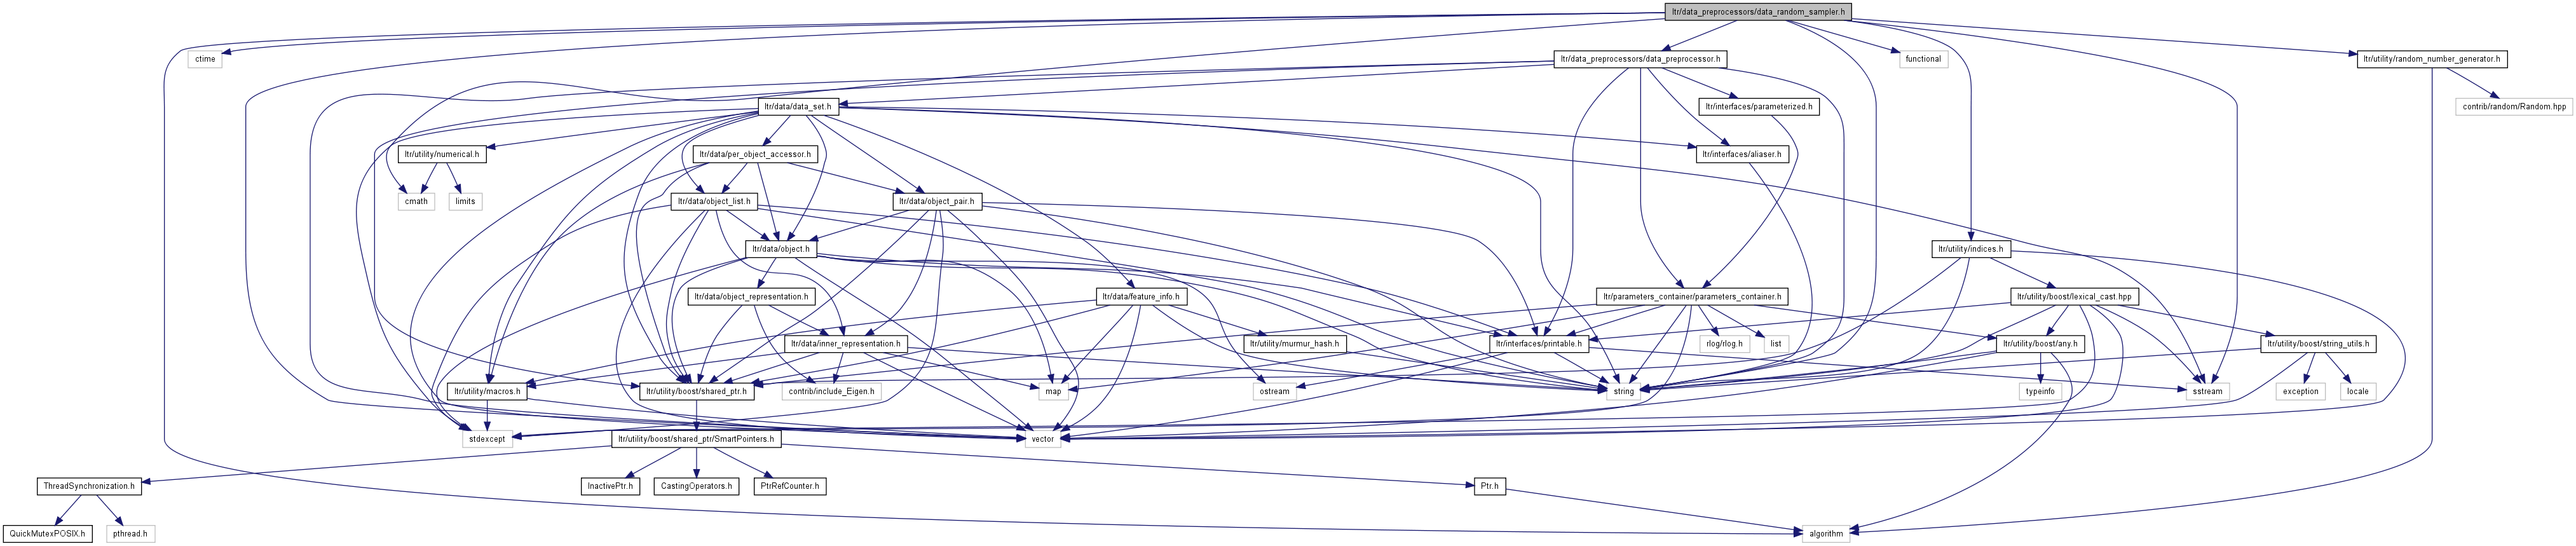 ltr/data_preprocessors/data_random_sampler.h
ctime
ltr/data_preprocessors/data_preprocessor.h
functional
ltr/utility/random_number_generator.h
ltr/data/data_set.h
ltr/interfaces/parameterized.h
contrib/random/Random.hpp
ltr/utility/numerical.h
ltr/data/per_object_accessor.h
ltr/interfaces/aliaser.h
cmath
limits
ltr/data/object_list.h
ltr/data/object_pair.h
ltr/data/object.h
ltr/utility/indices.h
ltr/data/object_representation.h
ltr/data/feature_info.h
ltr/parameters_container/parameters_container.h
ltr/utility/boost/lexical_cast.hpp
ltr/data/inner_representation.h
ltr/utility/murmur_hash.h
ltr/interfaces/printable.h
rlog/rlog.h
list
ltr/utility/boost/any.h
ltr/utility/boost/string_utils.h
ltr/utility/macros.h
ltr/utility/boost/shared_ptr.h
contrib/include_Eigen.h
map
ostream
string
typeinfo
sstream
exception
locale
stdexcept
ltr/utility/boost/shared_ptr/SmartPointers.h
vector
ThreadSynchronization.h
InactivePtr.h
CastingOperators.h
PtrRefCounter.h
Ptr.h
QuickMutexPOSIX.h
pthread.h
algorithm